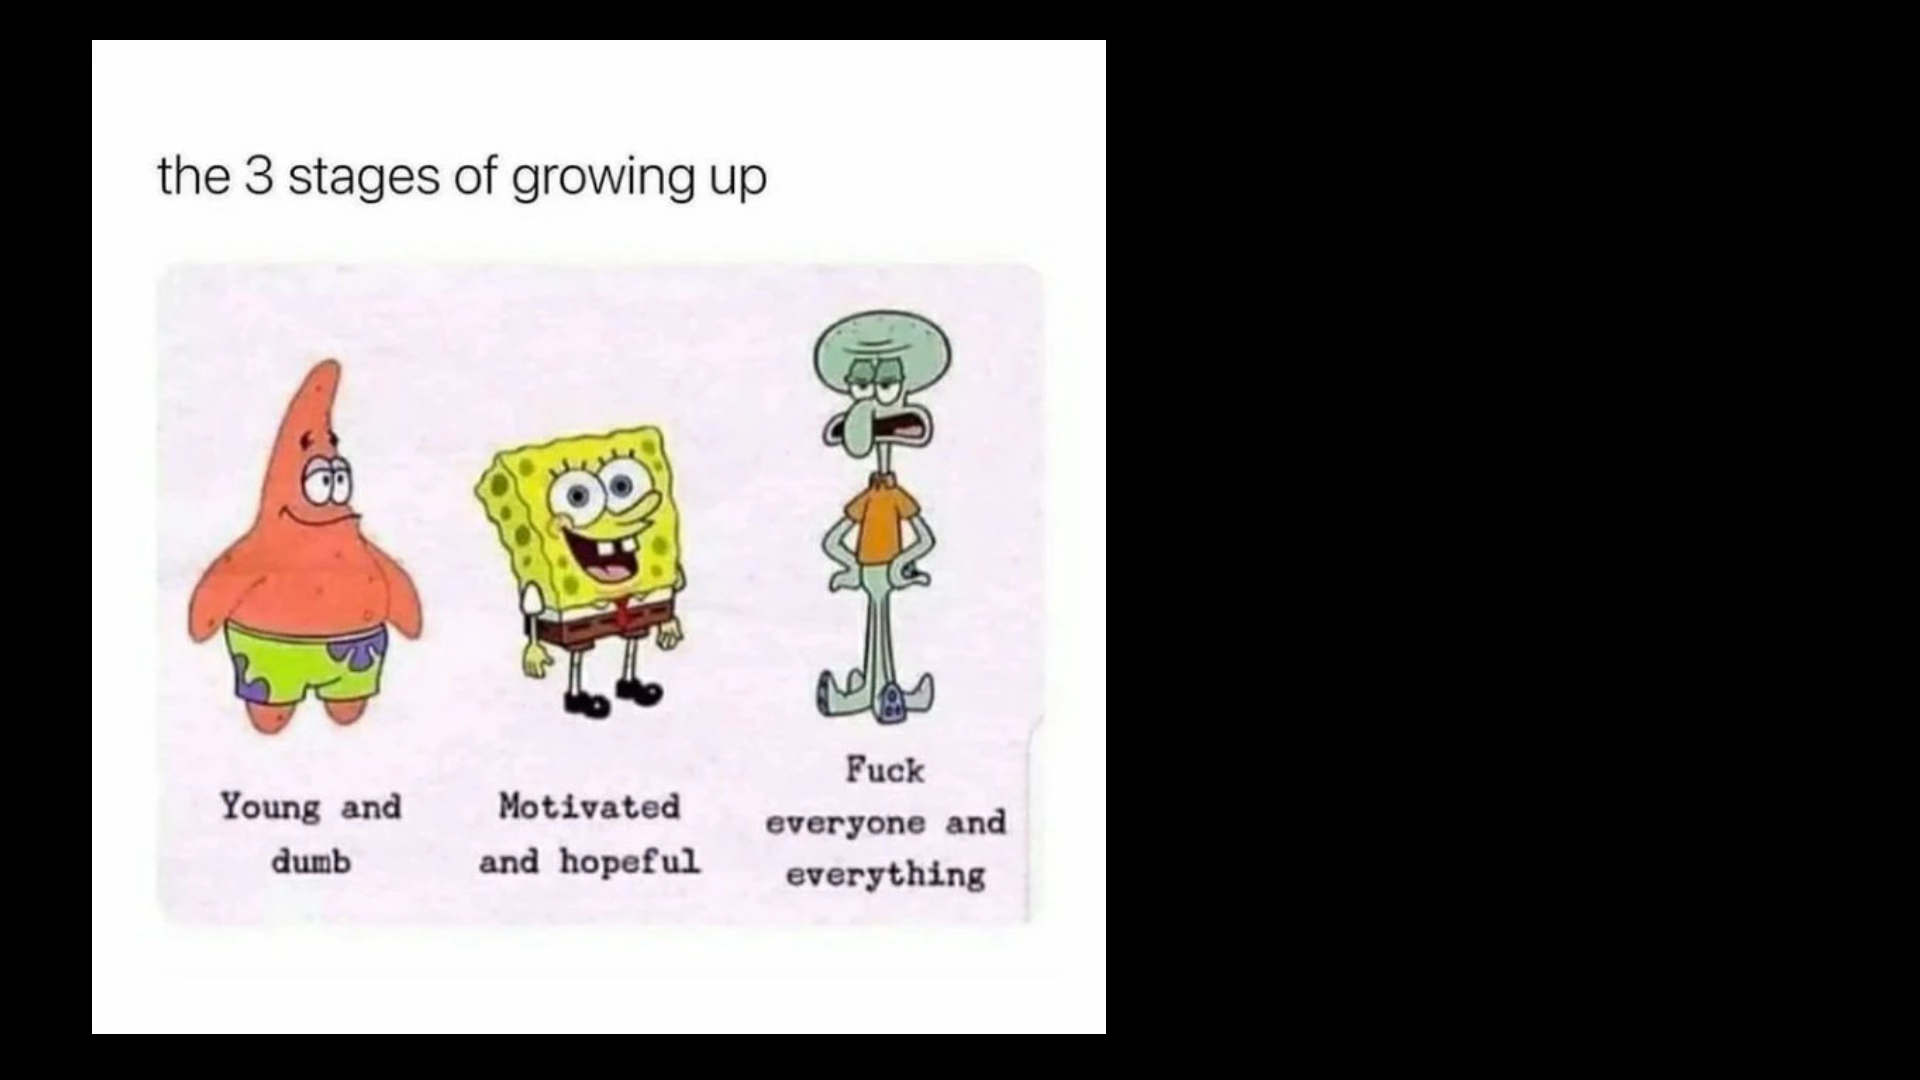 the 3 stages of growing up
Young and
dumb
Motivated
and hopeful
Fuck
everyone and
everything